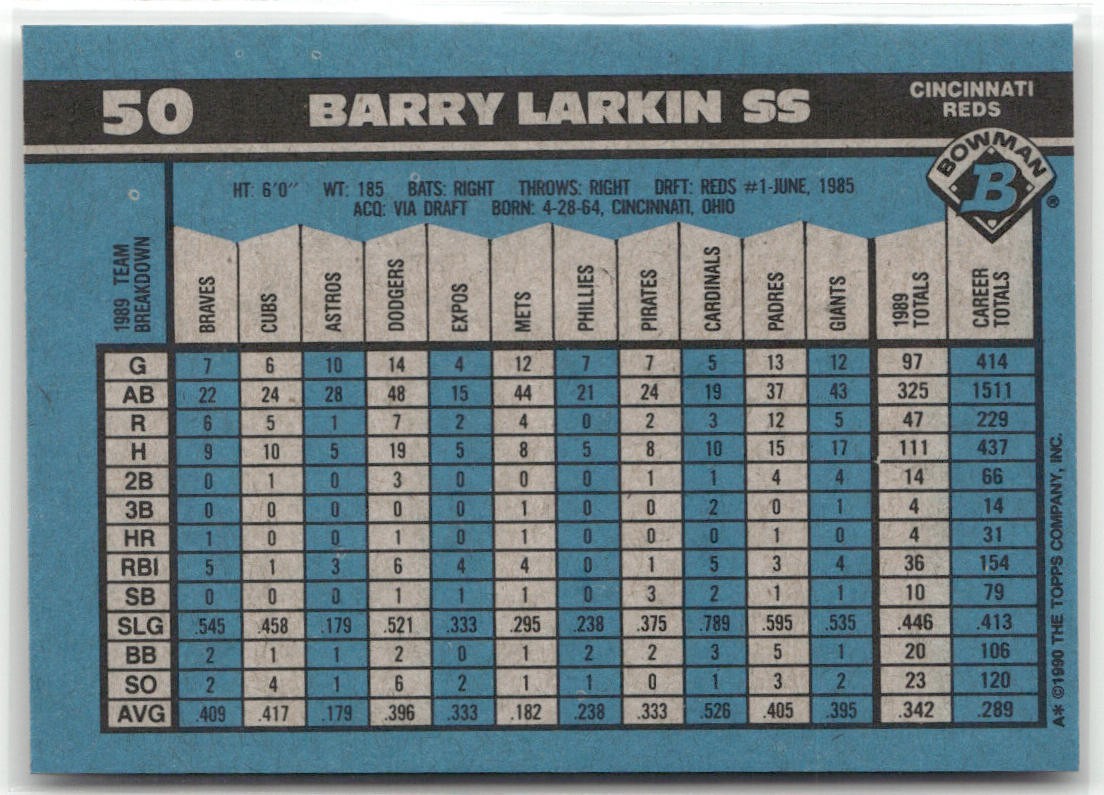 50 BARRY LARKIN SS CINCINNATI
REDS
BOWMAN
B
®
HT: 6'0" WT: 185 BATS: RIGHT THROWS: RIGHT DRFT: REDS #1-JUNE, 1985
ACQ: VIA DRAFT BORN: 4-28-64, CINCINNATI, OHIO
1989 TEAM BREAKDOWN BRAVES CUBS ASTROS DODGERS EXPOS METS PHILLIES PIRATES CARDINALS PADRES GIANTS 1989 TOTALS CAREER TOTALS
G 7 6 10 14 4 12 7 7 5 13 12 97 414
AB 22 24 28 48 15 44 21 24 19 37 43 325 1511
R 6 5 1 7 2 4 0 2 3 12 5 47 229
H 9 10 5 19 5 8 5 8 10 15 17 111 437
2B 0 1 0 3 0 0 0 1 1 4 4 14 66
3B 0 0 0 0 0 1 0 0 2 0 1 4 14
HR 1 0 0 1 0 1 0 0 0 1 0 4 31
RBI 5 1 3 6 4 4 0 1 5 3 4 36 154
SB 0 0 0 1 1 1 0 3 2 1 1 10 79
SLG .545 .458 .179 .521 .333 .295 .238 .375 .789 .595 .535 .446 .413
BB 2 1 1 2 0 1 2 2 3 5 1 20 106
SO 2 4 1 6 2 1 1 0 1 3 2 23 120
AVG .409 .417 .179 .396 .333 .182 .238 .333 .526 .405 .395 .342 .289
A* ©1990 THE TOPPS COMPANY, INC.